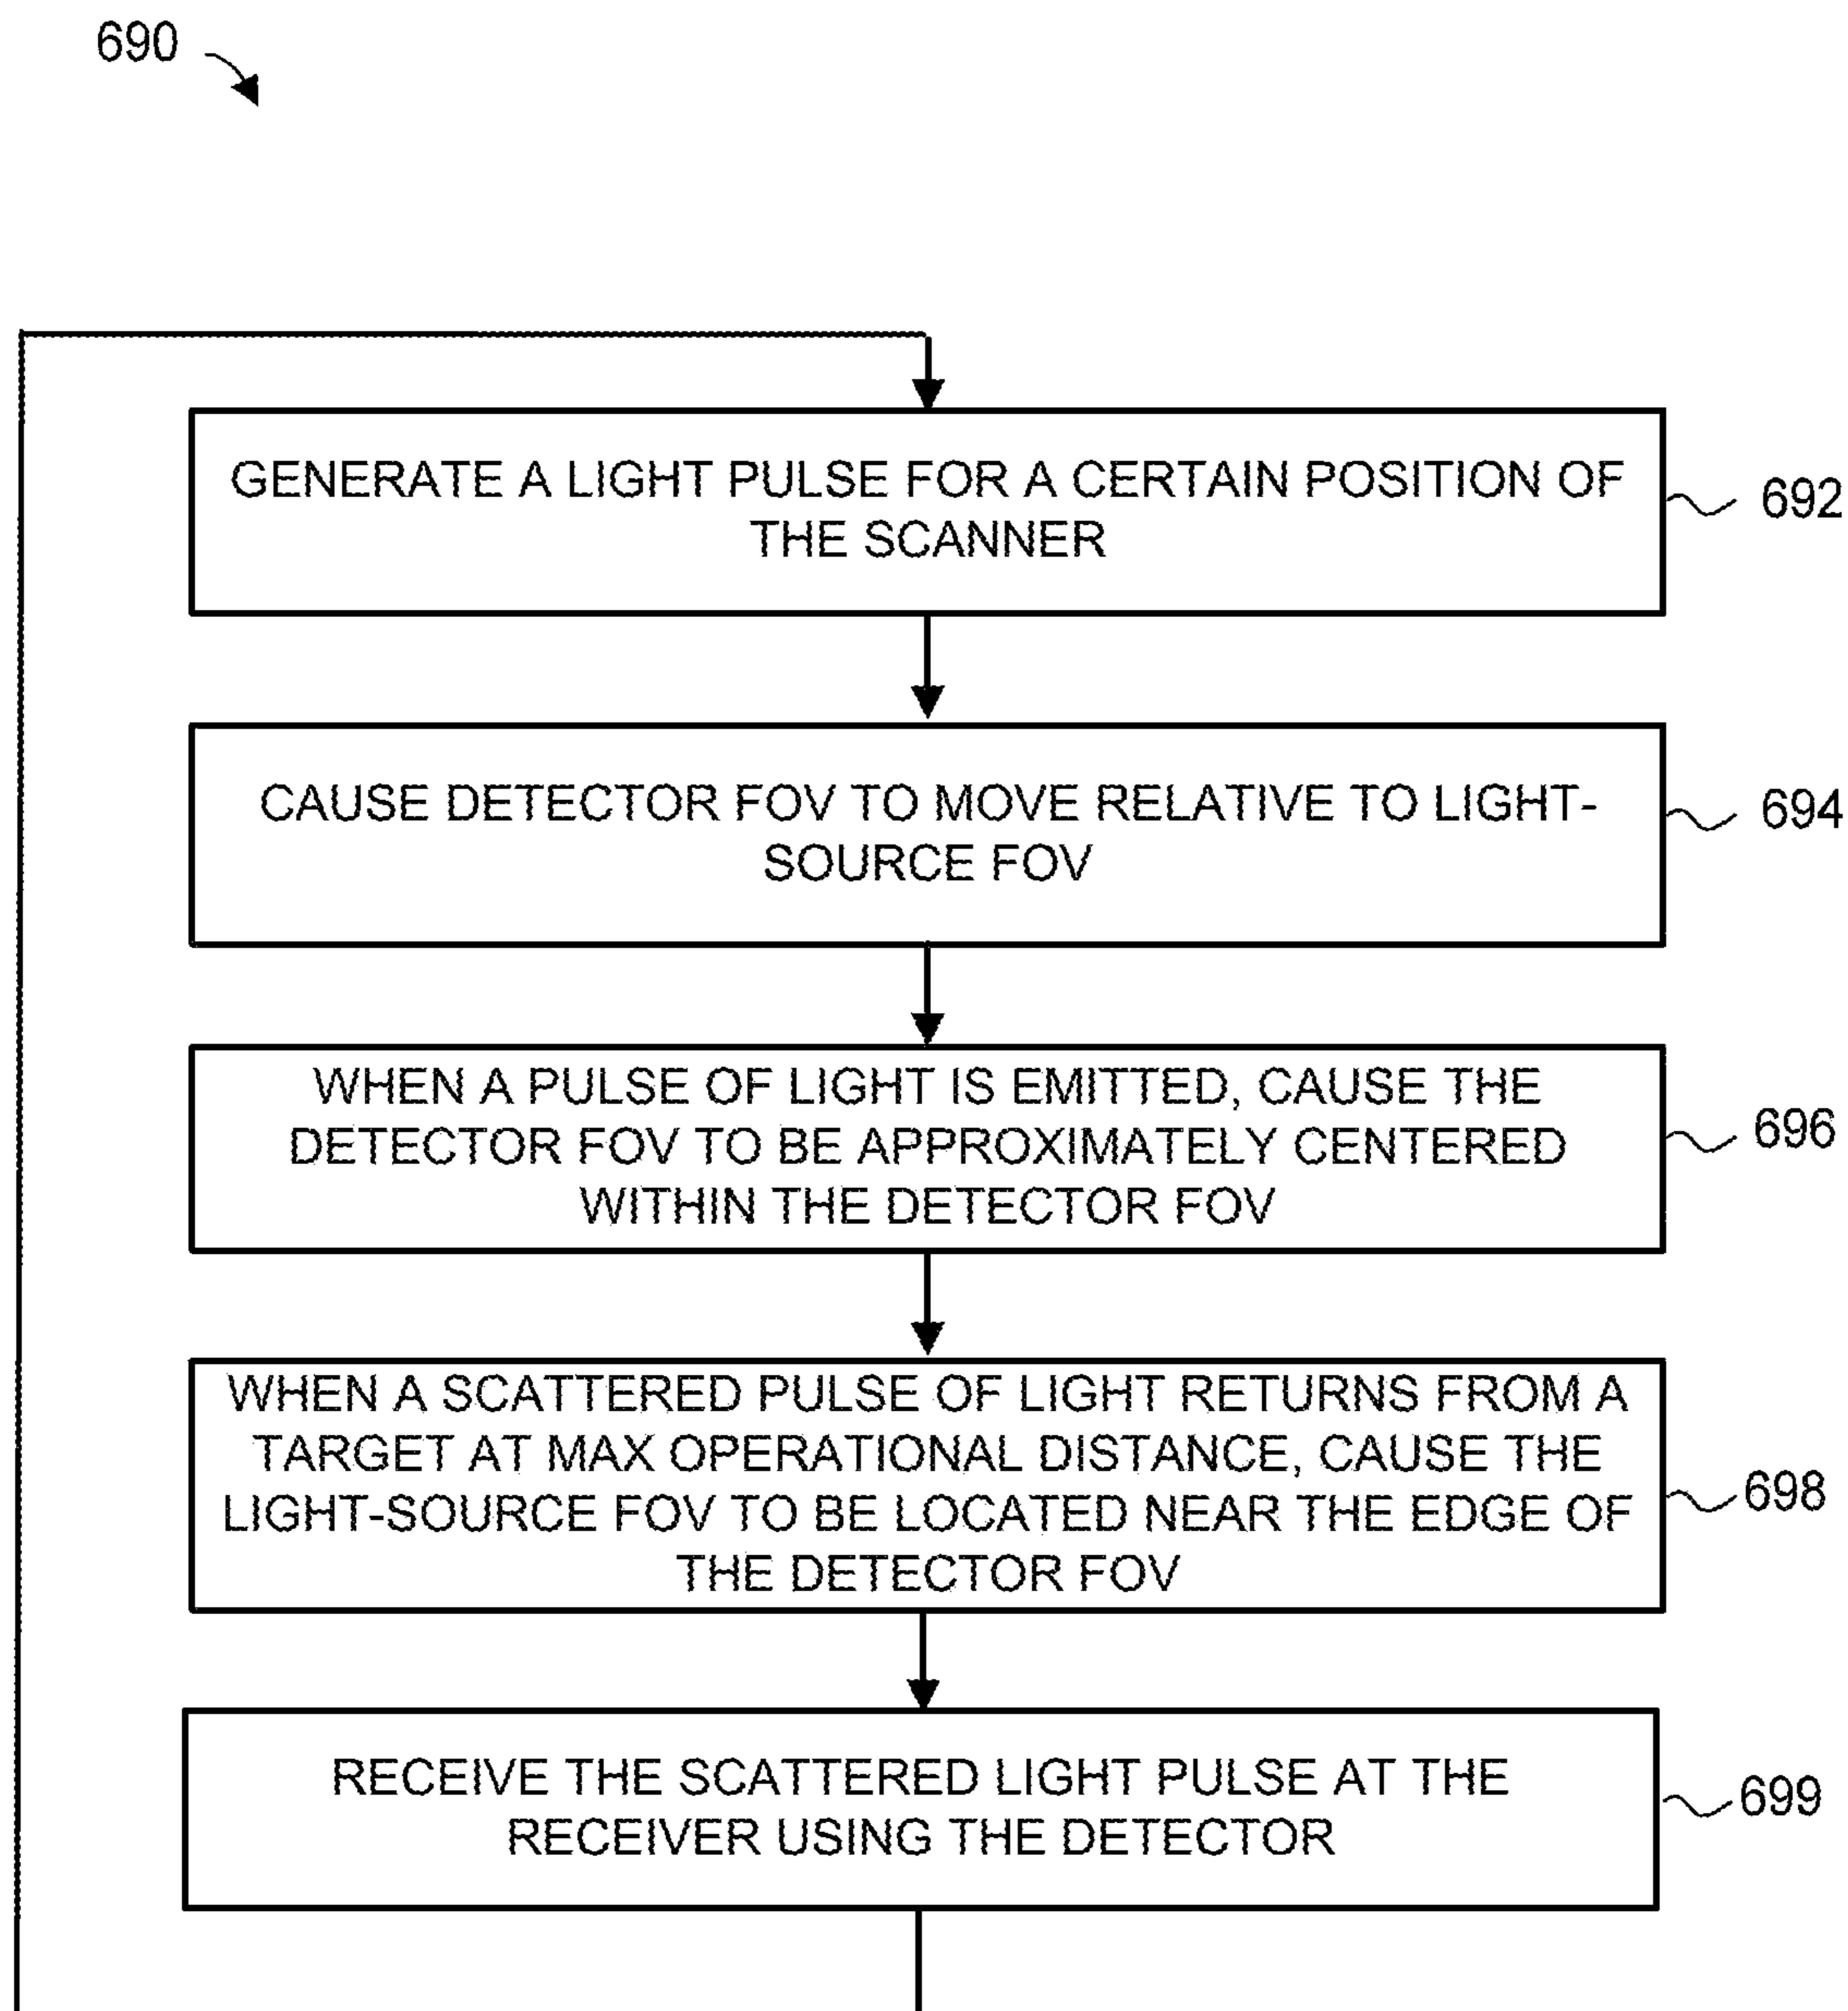 690
GENERATE A LIGHT PULSE FOR A CERTAIN POSITION OF
THE SCANNER
692
CAUSE DETECTOR FOV TO MOVE RELATIVE TO LIGHT-
SOURCE FOV
694
WHEN A PULSE OF LIGHT IS EMITTED, CAUSE THE
DETECTOR FOV TO BE APPROXIMATELY CENTERED
WITHIN THE DETECTOR FOV
696
WHEN A SCATTERED PULSE OF LIGHT RETURNS FROM A
TARGET AT MAX OPERATIONAL DISTANCE, CAUSE THE
LIGHT-SOURCE FOV TO BE LOCATED NEAR THE EDGE OF
THE DETECTOR FOV
698
RECEIVE THE SCATTERED LIGHT PULSE AT THE
RECEIVER USING THE DETECTOR
699